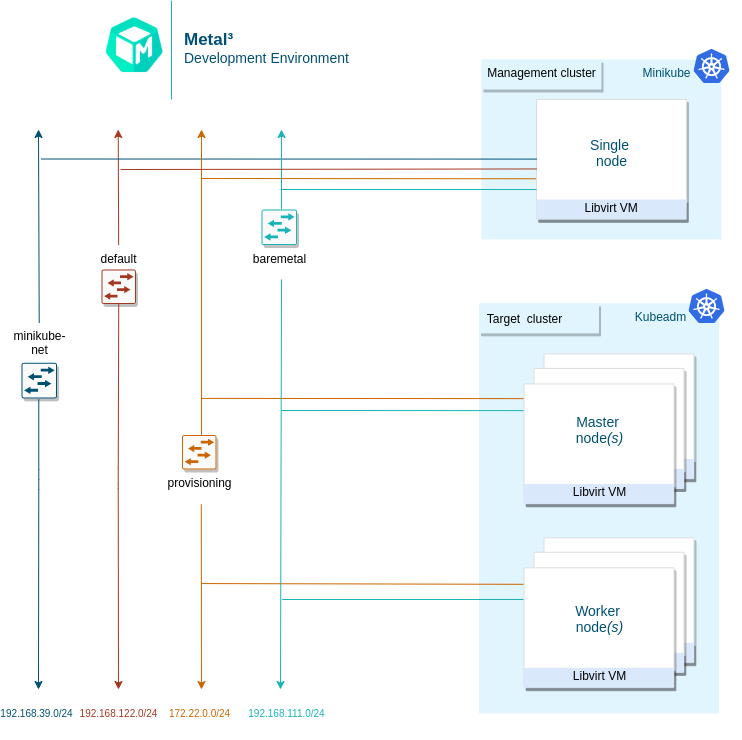 Metal³
Development Environment
Management cluster
Minikube
Single
node
Libvirt VM
default
baremetal
minikube-
net
provisioning
Target cluster
Kubeadm
Master
node(s)
Libvirt VM
Worker
node(s)
Libvirt VM
192.168.39.0/24
192.168.122.0/24
172.22.0.0/24
192.168.111.0/24